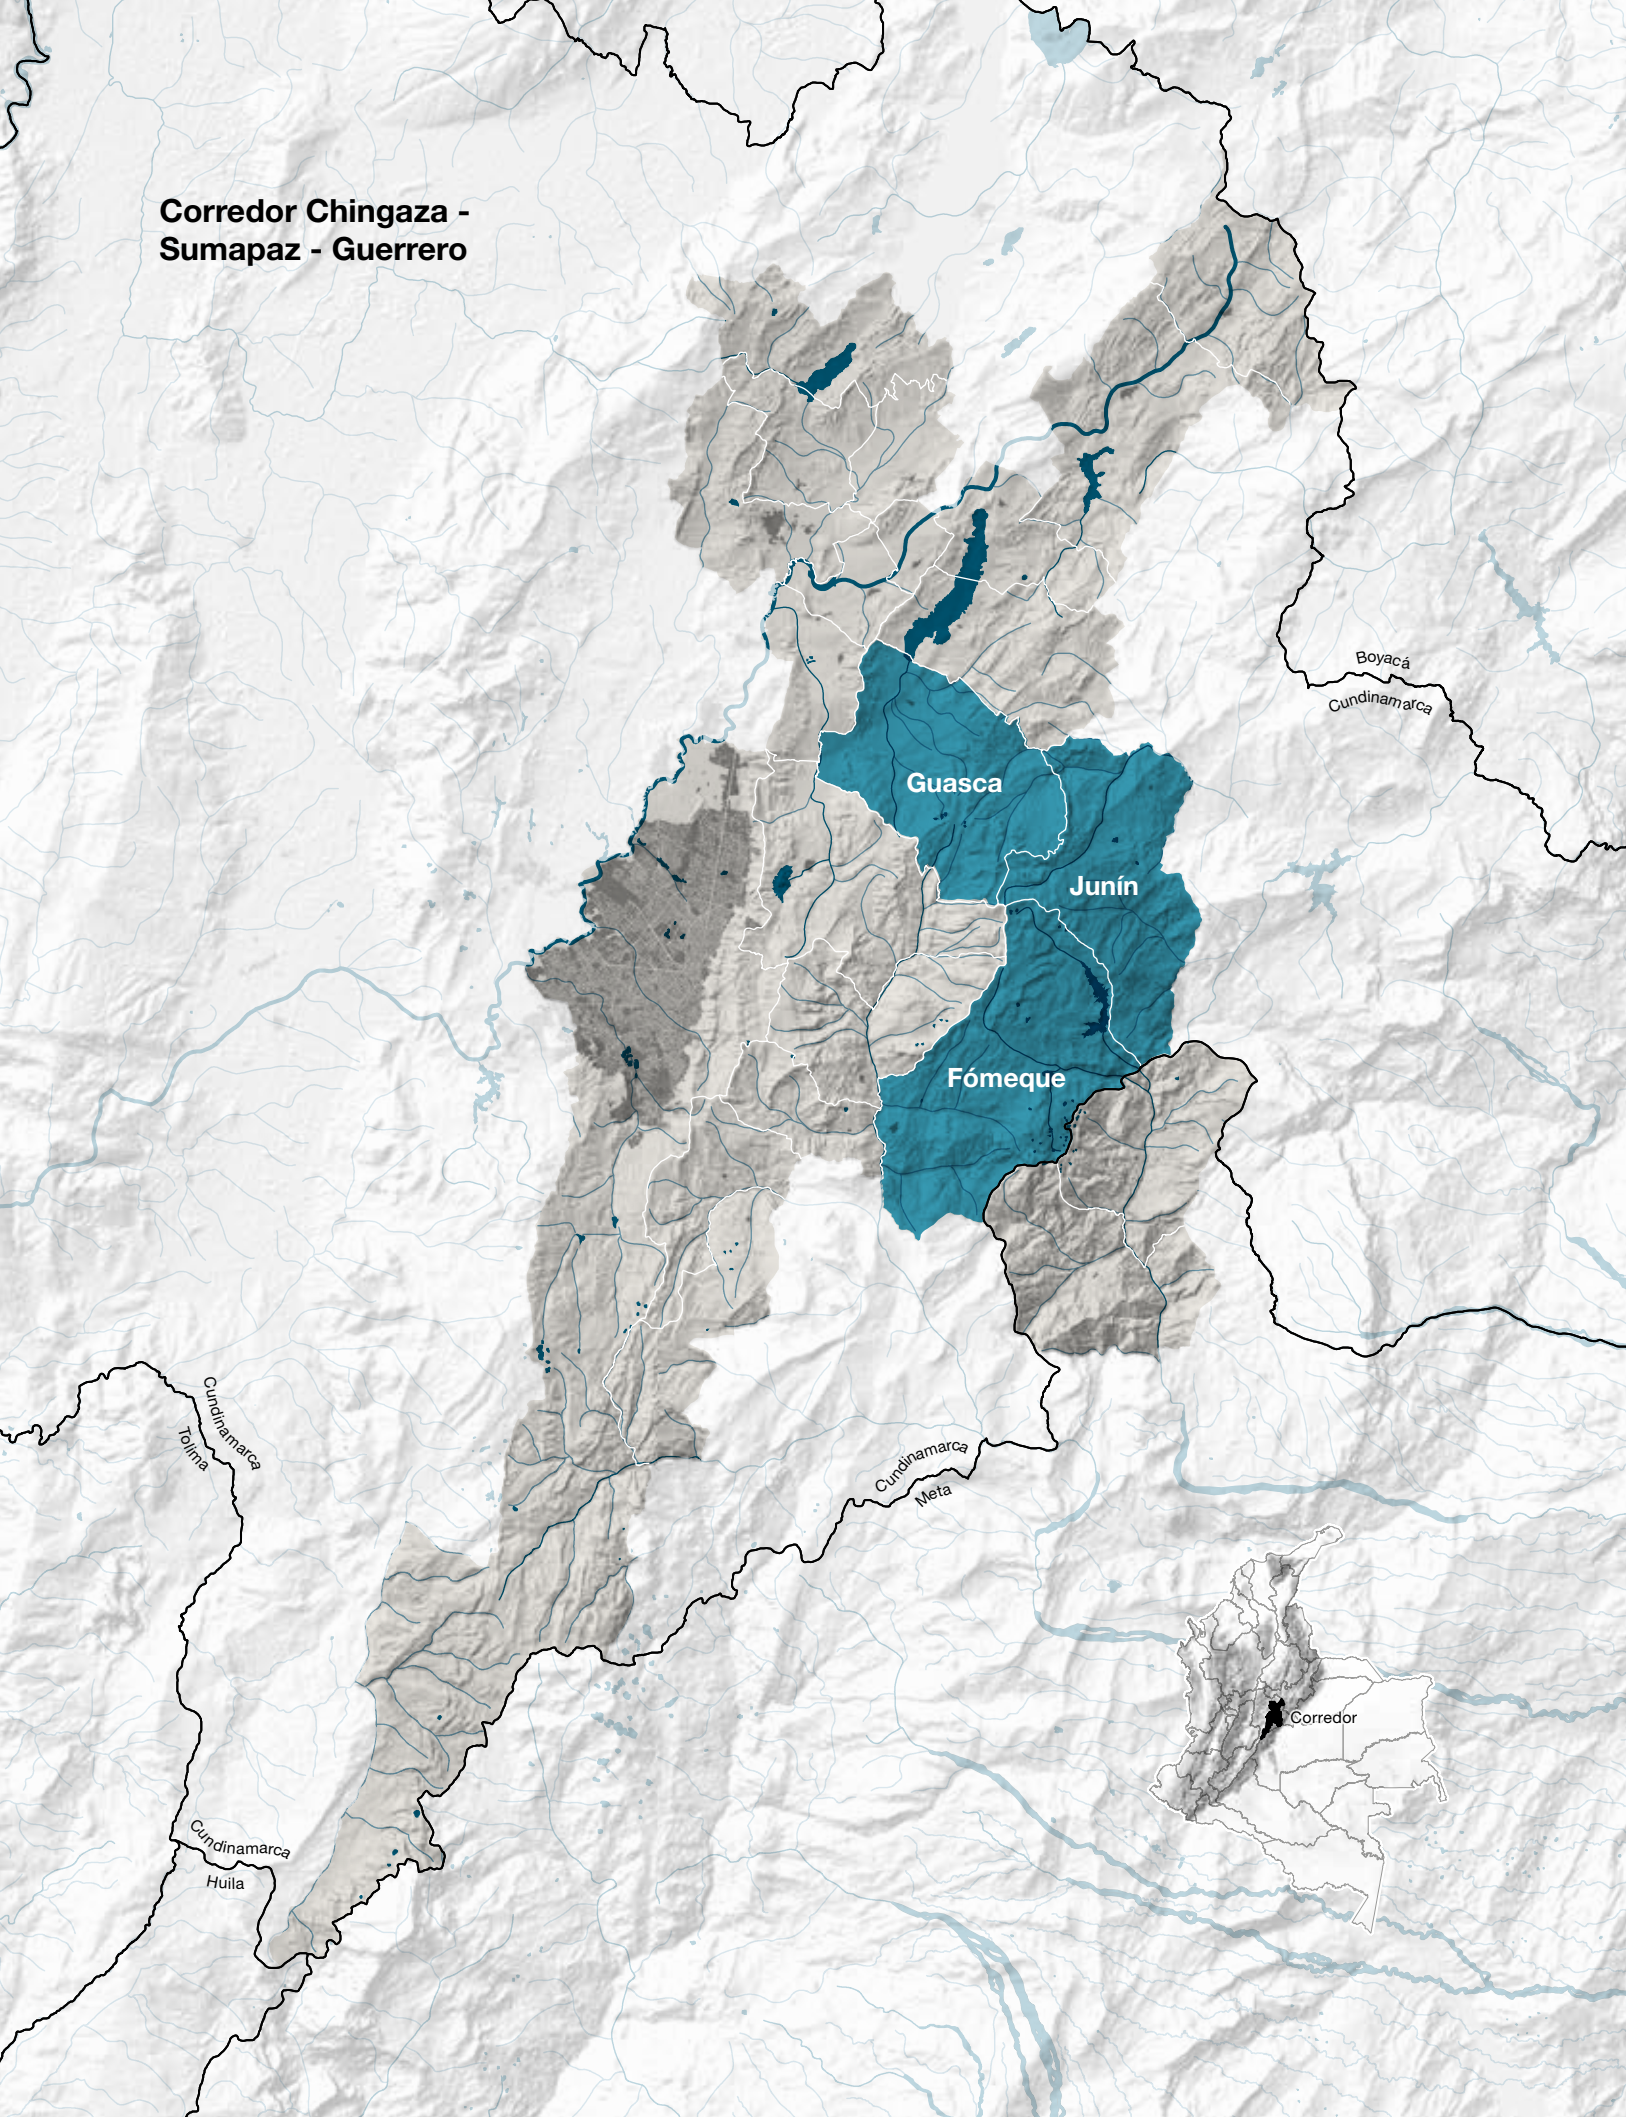 Corredor Chingaza -
Sumapaz - Guerrero
Boyacá
Cundinamarca
Guasca
Junín
Fómeque
Cundinamarca
Tolima
Cundinamarca
Meta
Corredor
Cundinamarca
Huila